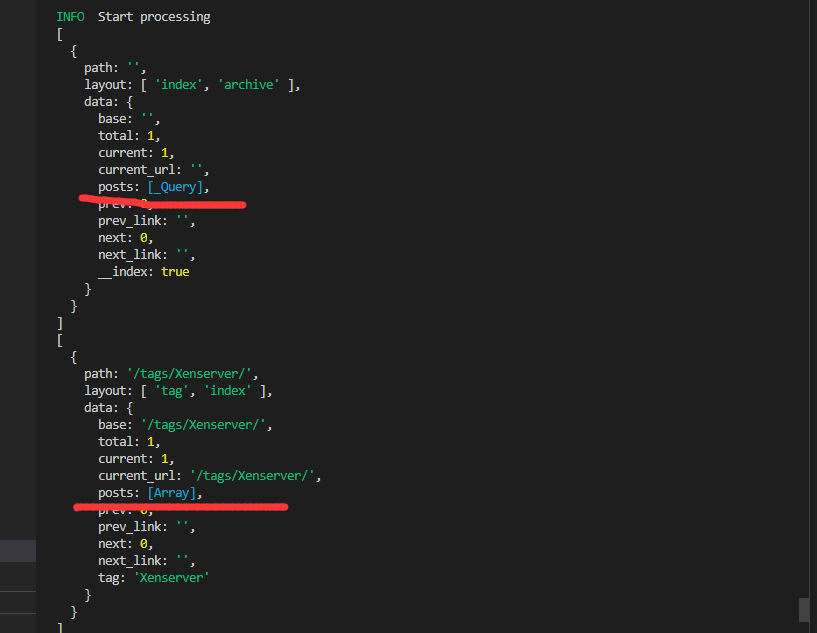 INFO  Start processing
[
  {
    path: '',
    layout: [ 'index', 'archive' ],
    data: {
      base: '',
      total: 1,
      current: 1,
      current_url: '',
      posts: [_Query],
      prev: 0,
      prev_link: '',
      next: 0,
      next_link: '',
      __index: true
    }
  }
]
[
  {
    path: '/tags/Xenserver/',
    layout: [ 'tag', 'index' ],
    data: {
      base: '/tags/Xenserver/',
      total: 1,
      current: 1,
      current_url: '/tags/Xenserver/',
      posts: [Array],
      prev: 0,
      prev_link: '',
      next: 0,
      next_link: '',
      tag: 'Xenserver'
    }
  }
]